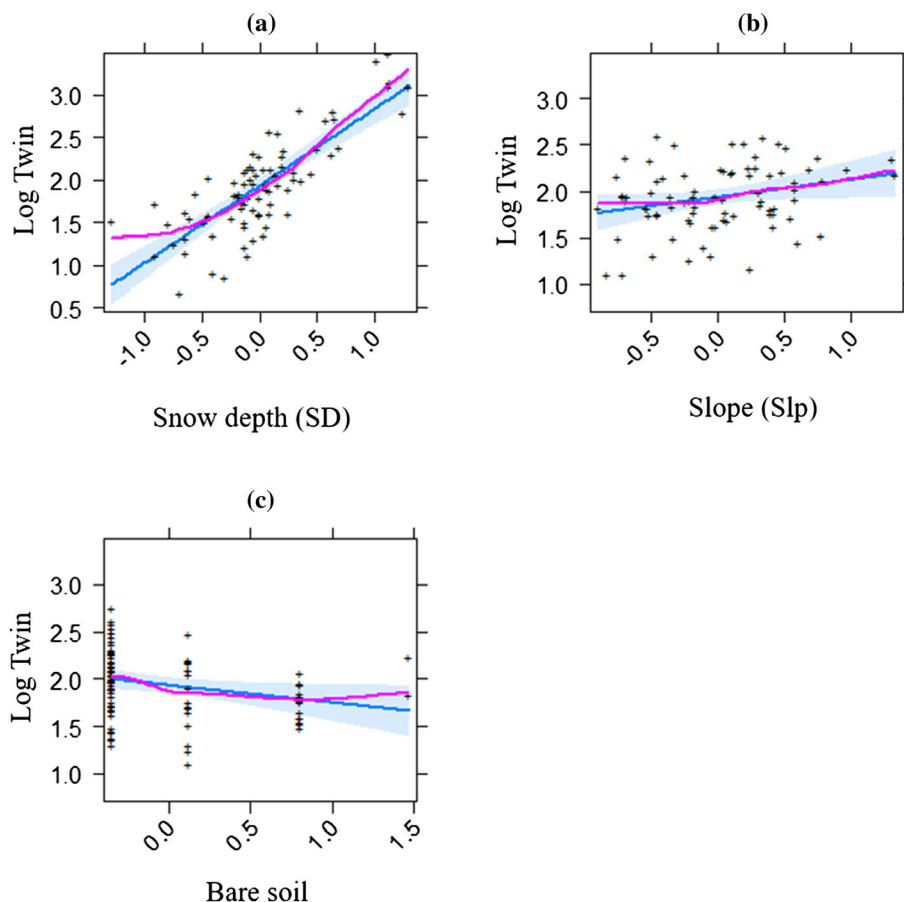 (a)
Log Twin
3.0
2.5
2.0
1.5
1.0
0.5
-1.0 -0.5 0.0 0.5 1.0
Snow depth (SD)
(b)
Log Twin
3.0
2.5
2.0
1.5
1.0
-0.5 0.0 0.5 1.0
Slope (Slp)
(c)
Log Twin
3.0
2.5
2.0
1.5
1.0
0.0 0.5 1.0 1.5
Bare soil